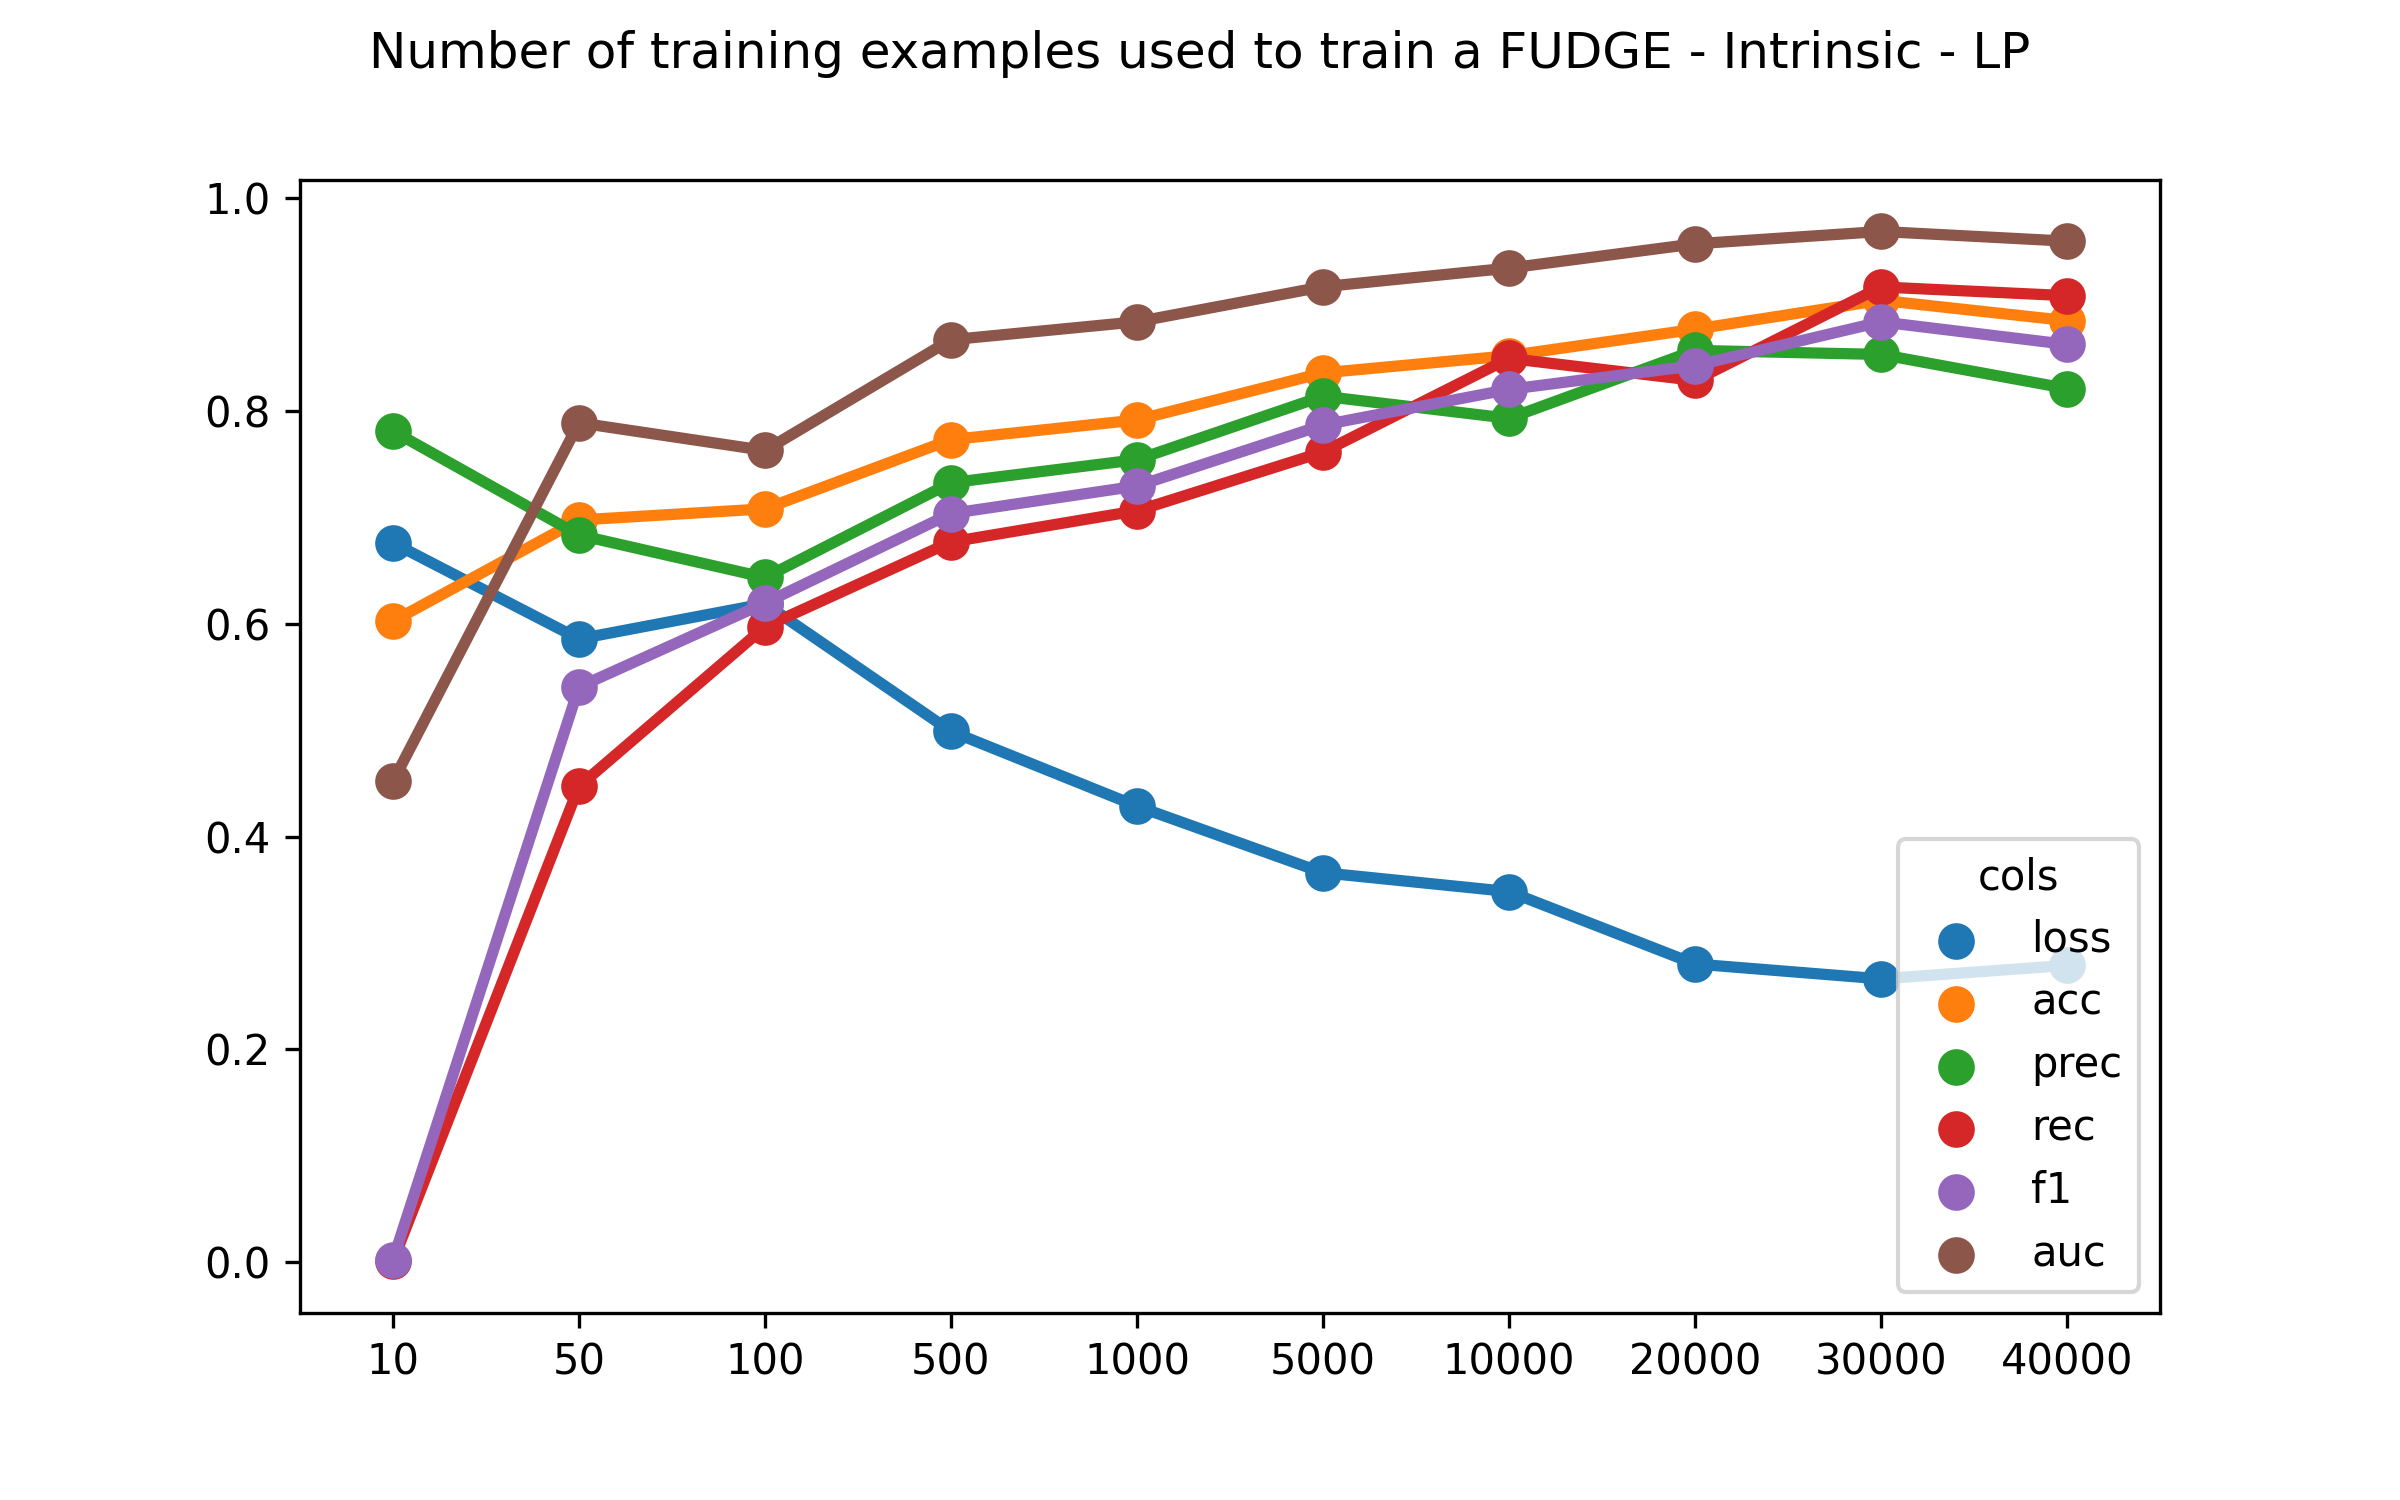 Number of training examples used to train a FUDGE - Intrinsic - LP
1.0
0.8
0.6
0.4
0.2
0.0
cols
loss
acc
prec
rec
f1
auc
10 50 100 500 1000 5000 10000 20000 30000 40000